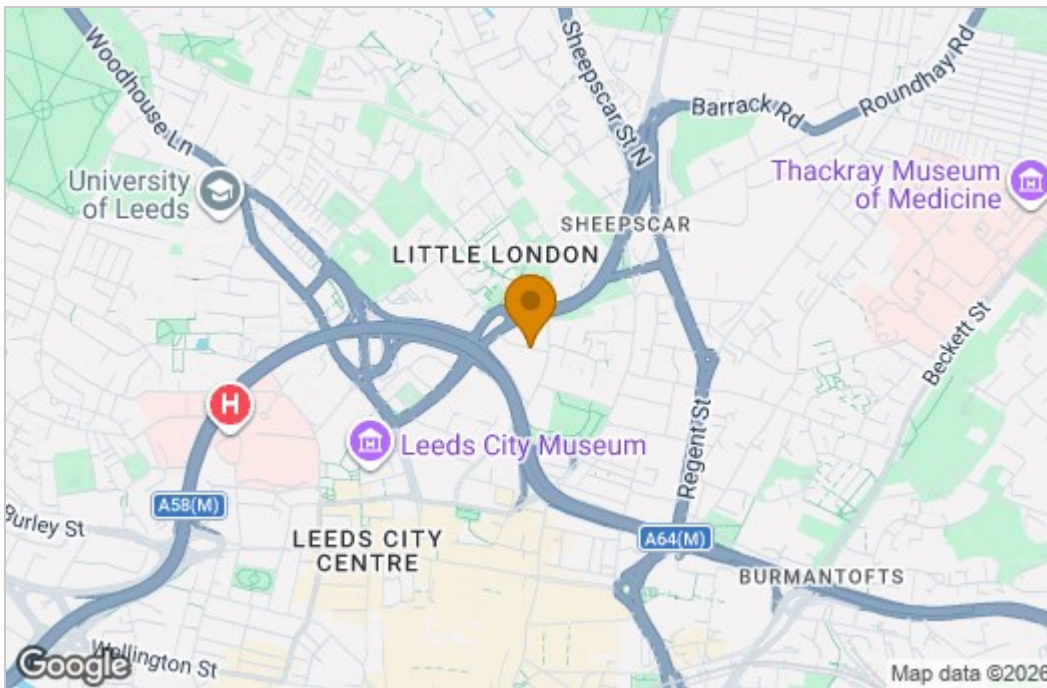 Woodhouse Ln
Sheepscar St N
Barrack Rd
Roundhay Rd
University
of Leeds
Thackray Museum
of Medicine
SHEEPSCAR
LITTLE LONDON
Beckett St
H
Leeds City Museum
Regent St
A58(M)
Burley St
LEEDS CITY
CENTRE
A64(M)
BURMANTOFTS
Wellington St
Google
Map data ©2026